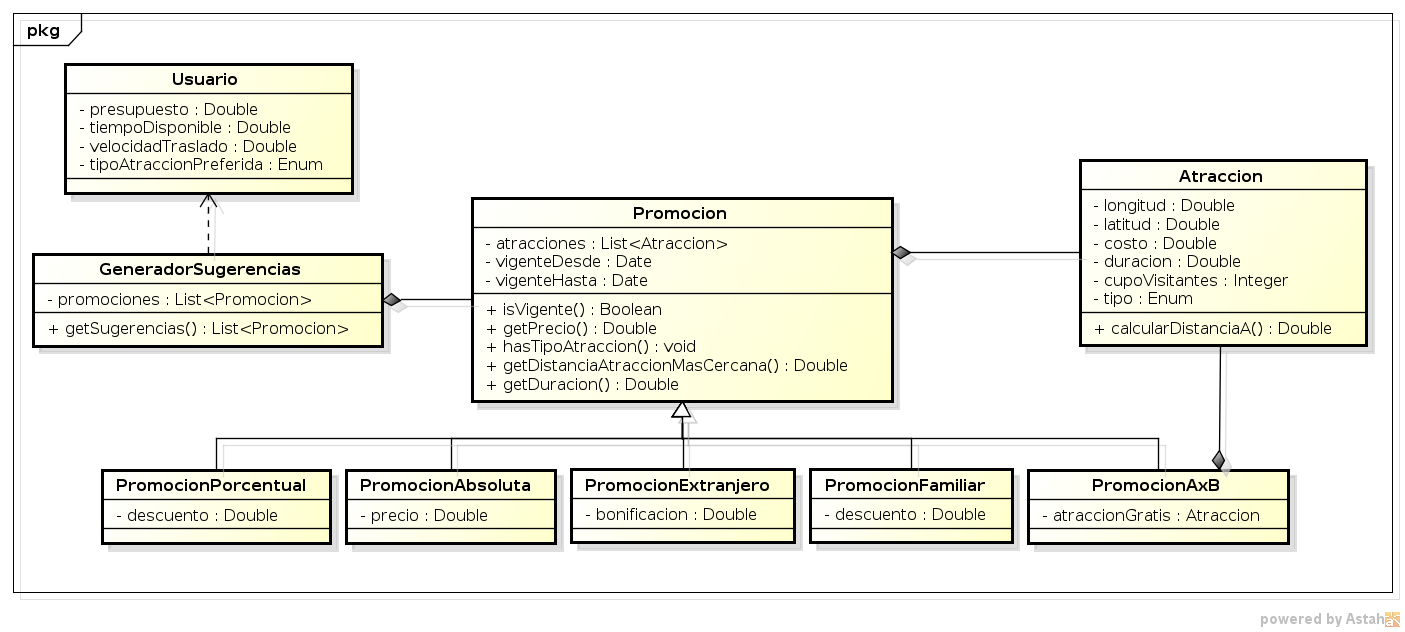 pkg
Usuario
- presupuesto : Double
- tiempoDisponible : Double
- velocidadTraslado : Double
- tipoAtraccionPreferida : Enum
GeneradorSugerencias
- promociones : List<Promocion>
+ getSugerencias() : List<Promocion>
Promocion
- atracciones : List<Atraccion>
- vigenteDesde : Date
- vigenteHasta : Date
+ isVigente() : Boolean
+ getPrecio() : Double
+ hasTipoAtraccion() : void
+ getDistanciaAtraccionMasCercana() : Double
+ getDuracion() : Double
Atraccion
- longitud : Double
- latitud : Double
- costo : Double
- duracion : Double
- cupoVisitantes : Integer
- tipo : Enum
+ calcularDistanciaA() : Double
PromocionPorcentual
- descuento : Double
PromocionAbsoluta
- precio : Double
PromocionExtranjero
- bonificacion : Double
PromocionFamiliar
- descuento : Double
PromocionAxB
- atraccionGratis : Atraccion
powered by Astah